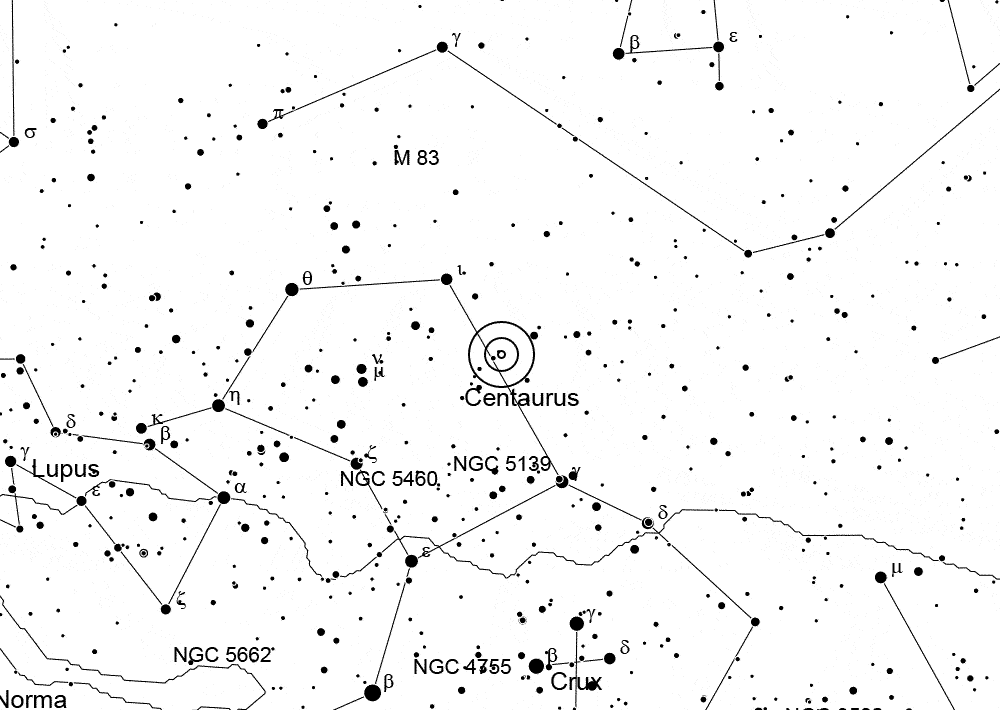 γ
β
ε
π
σ
M 83
θ
ι
ν
μ
Centaurus
η
κ
δ
β
γ
Lupus
ζ
NGC 5460
NGC 5139
γ
ε
α
δ
ε
μ
ζ
γ
NGC 5662
δ
β
NGC 4755
Crux
β
Norma